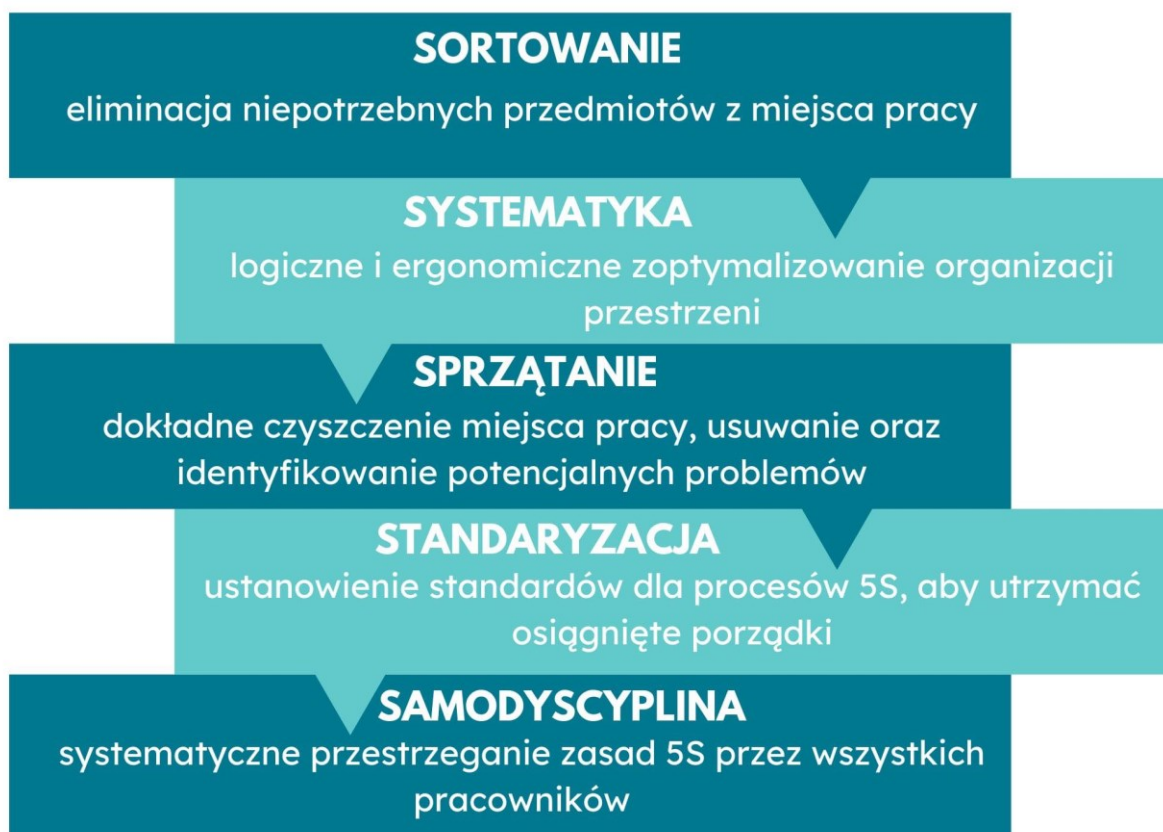 SORTOWANIE
eliminacja niepotrzebnych przedmiotów z miejsca pracy
SYSTEMATYKA
logiczne i ergonomiczne zoptymalizowanie organizacji
przestrzeni
SPRZĄTANIE
dokładne czyszczenie miejsca pracy, usuwanie oraz
identyfikowanie potencjalnych problemów
STANDARYZACJA
ustanowienie standardów dla procesów 5S, aby utrzymać
osiągnięte porządki
SAMODYSCYPLINA
systematyczne przestrzeganie zasad 5S przez wszystkich
pracowników